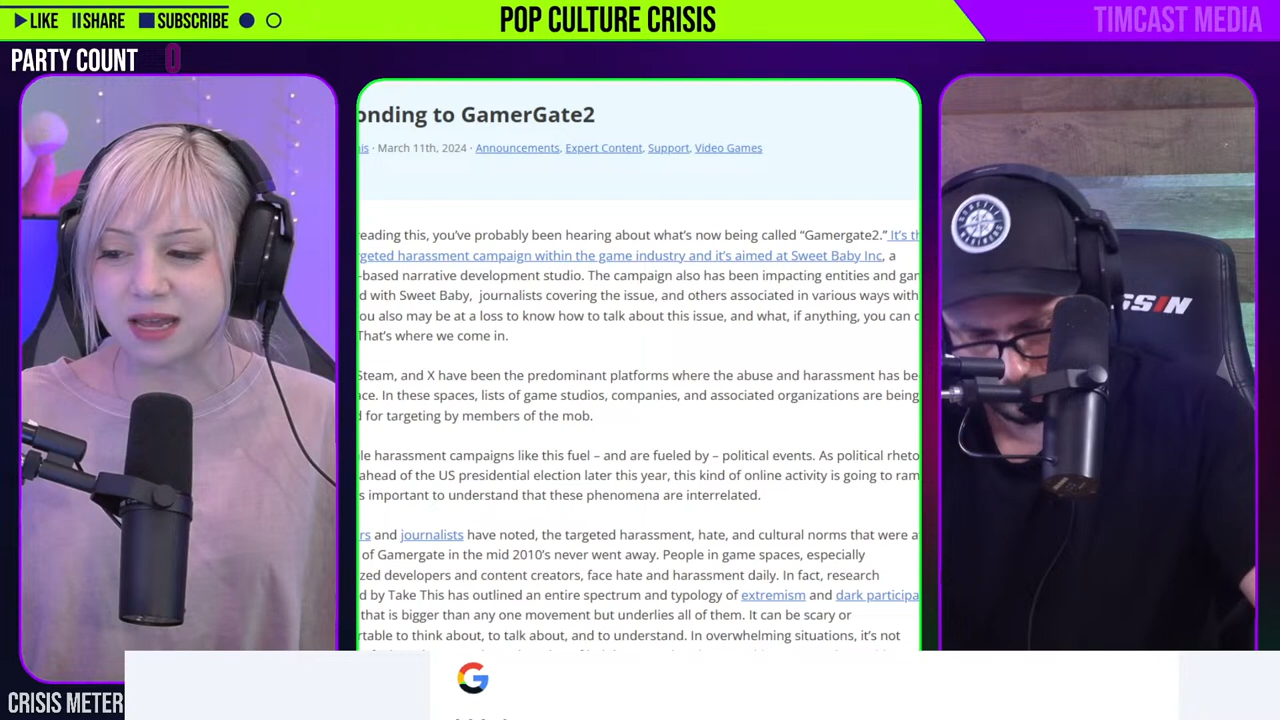 LIKE SHARE SUBSCRIBE
POP CULTURE CRISIS
TIMCAST MEDIA
PARTY COUNT 0
onding to GamerGate2
is · March 11th, 2024 · Announcements, Expert Content, Support, Video Games
eading this, you've probably been hearing about what's now being called “Gamergate2.” It's th
geted harassment campaign within the game industry and it's aimed at Sweet Baby Inc, a
-based narrative development studio. The campaign also has been impacting entities and gam
d with Sweet Baby, journalists covering the issue, and others associated in various ways with
ou also may be at a loss to know how to talk about this issue, and what, if anything, you can d
That's where we come in.
Steam, and X have been the predominant platforms where the abuse and harassment has be
ace. In these spaces, lists of game studios, companies, and associated organizations are being
d for targeting by members of the mob.
le harassment campaigns like this fuel – and are fueled by – political events. As political rheto
ahead of the US presidential election later this year, this kind of online activity is going to ram
s important to understand that these phenomena are interrelated.
rs and journalists have noted, the targeted harassment, hate, and cultural norms that were a
of Gamergate in the mid 2010's never went away. People in game spaces, especially
zed developers and content creators, face hate and harassment daily. In fact, research
d by Take This has outlined an entire spectrum and typology of extremism and dark participa
that is bigger than any one movement but underlies all of them. It can be scary or
rtable to think about, to talk about, and to understand. In overwhelming situations, it's not
SSIN
CRISIS METER
G